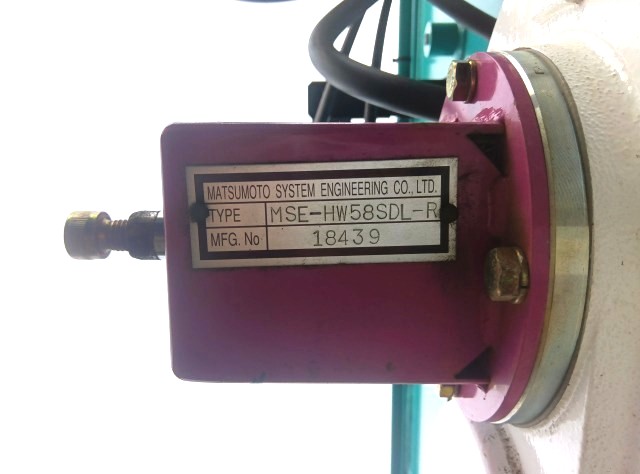 MATSUMOTO SYSTEM ENGINEERING CO., LTD.
TYPE MSE-HW58SDL-R
MFG. No 18439